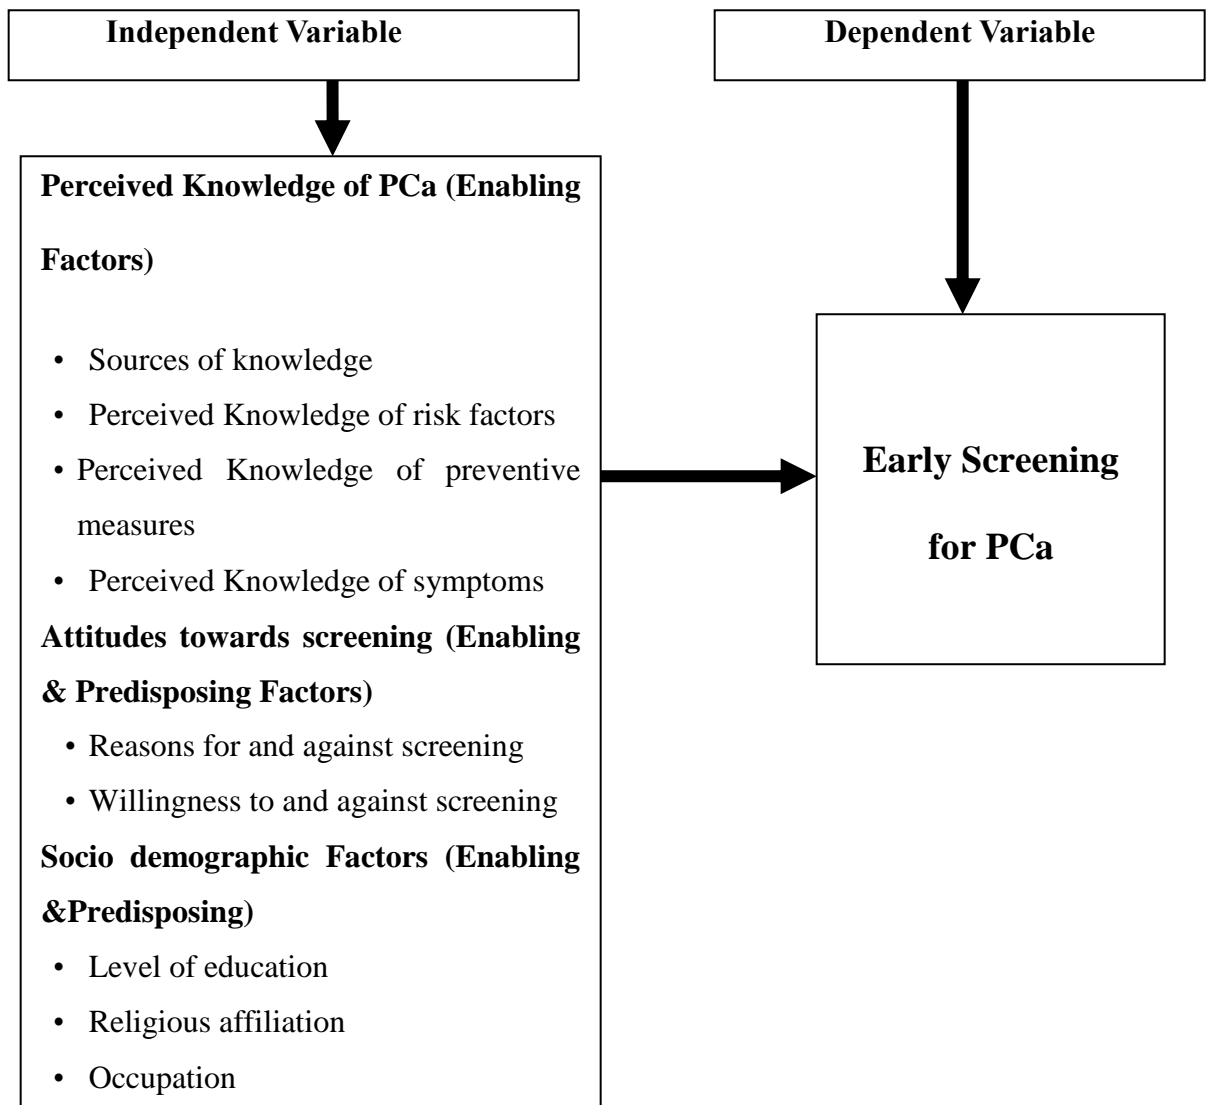 Independent Variable
Dependent Variable
Perceived Knowledge of PCa (Enabling
Factors)
• Sources of knowledge
• Perceived Knowledge of risk factors
• Perceived Knowledge of preventive
measures
• Perceived Knowledge of symptoms
Attitudes towards screening (Enabling
& Predisposing Factors)
• Reasons for and against screening
• Willingness to and against screening
Socio demographic Factors (Enabling
&Predisposing)
• Level of education
• Religious affiliation
• Occupation
Early Screening
for PCa